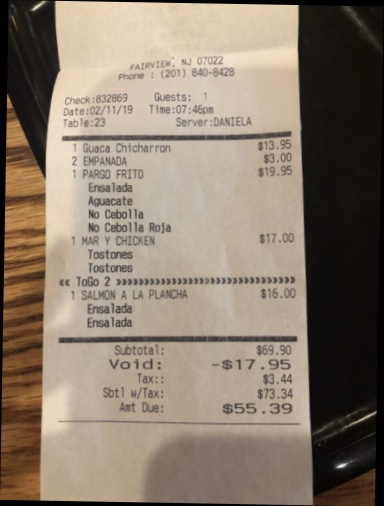 FAIRVIEW, NJ 07022
Phone : (201) 840-8428
Check:832869 Guests: 1
Date:02/11/19 Time:07:46pm
Table:23 Server:DANIELA
1 Guaca Chicharron $13.95
2 EMPANADA $3.00
1 PARGO FRITO $19.95
Ensalada
Aguacate
No Cebolla
No Cebolla Roja
1 MAR Y CHICKEN $17.00
Tostones
Tostones
«« ToGo 2 »»»»»»»»»»»»»»»»»»»»»»»»»»»»
1 SALMON A LA PLANCHA $16.00
Ensalada
Ensalada
Subtotal: $69.90
Void: -$17.95
Tax:: $3.44
Sbtl w/Tax: $73.34
Amt Due: $55.39